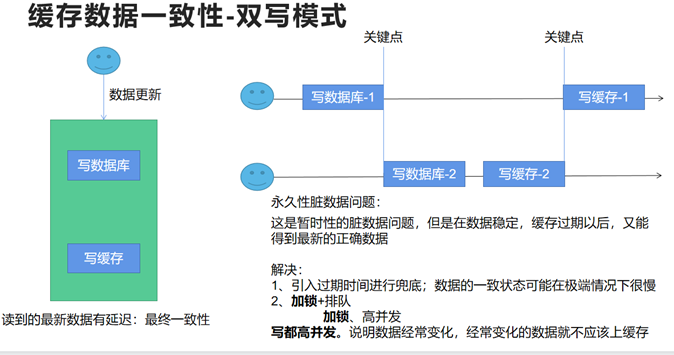 缓存数据一致性-双写模式
数据更新
写数据库
写缓存
读到的最新数据有延迟：最终一致性
关键点
关键点
写数据库-1
写缓存-1
写数据库-2
写缓存-2
永久性脏数据问题：
这是暂时性的脏数据问题，但是在数据稳定，缓存过期以后，又能
得到最新的正确数据
解决：
1、引入过期时间进行兜底；数据的一致状态可能在极端情况下很慢
2、加锁+排队
加锁、高并发
写都高并发。说明数据经常变化，经常变化的数据就不应该上缓存